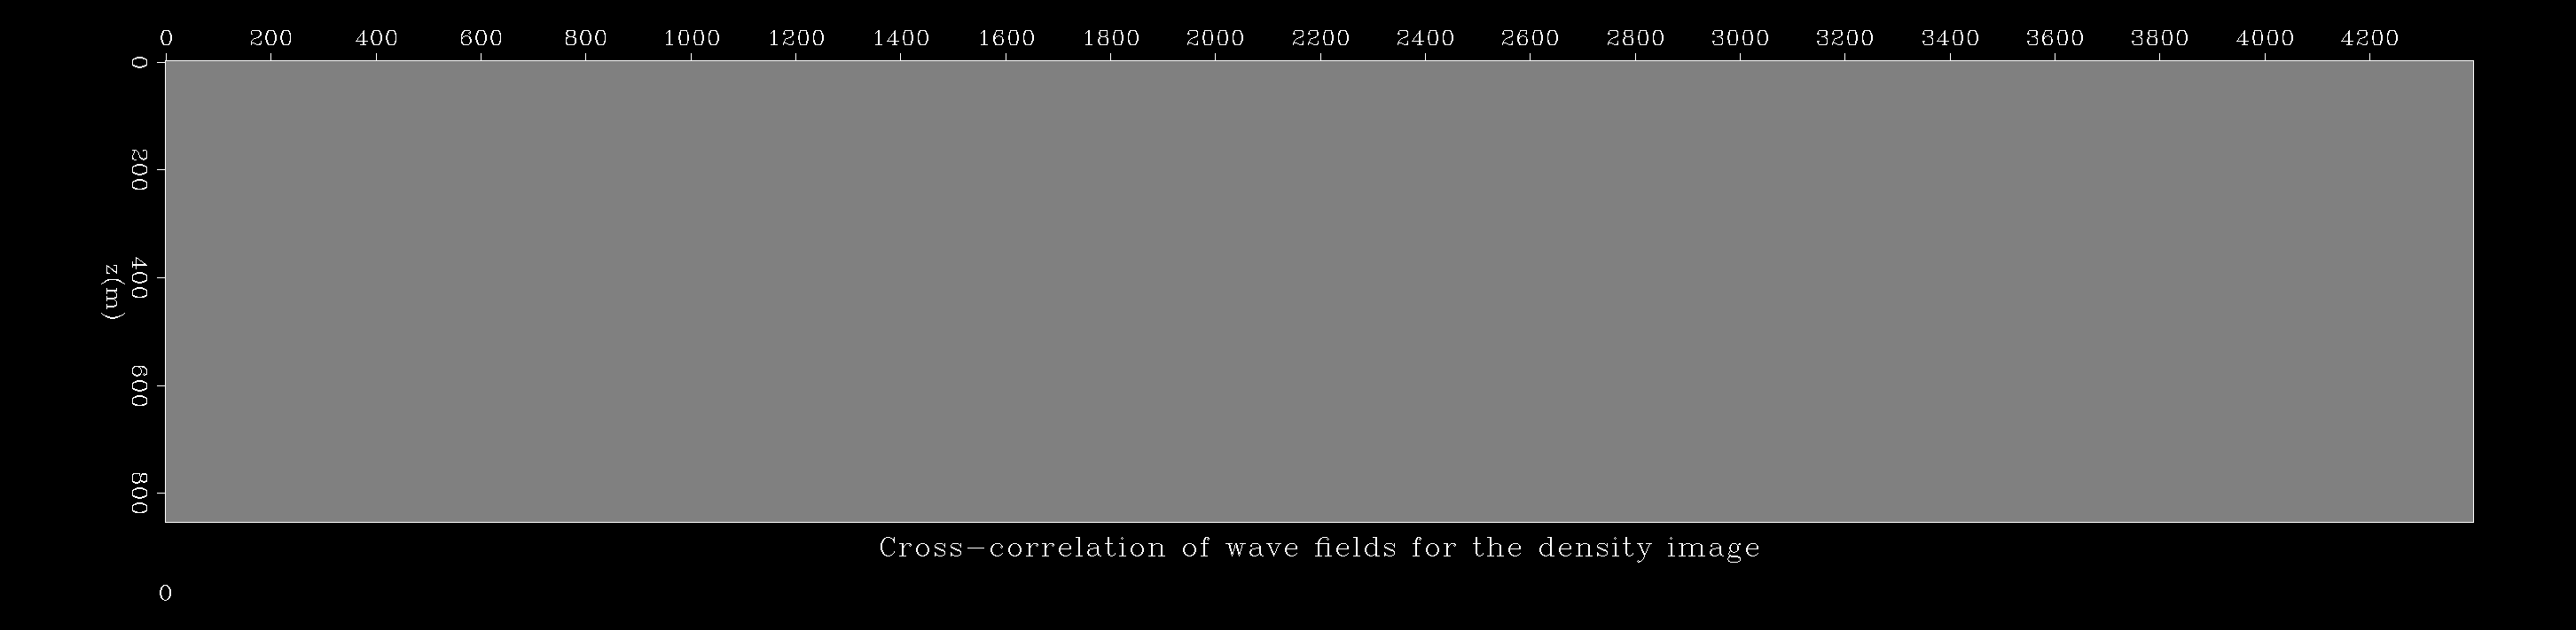 0 200 400 600 800 1000 1200 1400 1600 1800 2000 2200 2400 2600 2800 3000 3200 3400 3600 3800 4000 4200
0 200 400 600 800
z(m)
Cross-correlation of wave fields for the density image
0